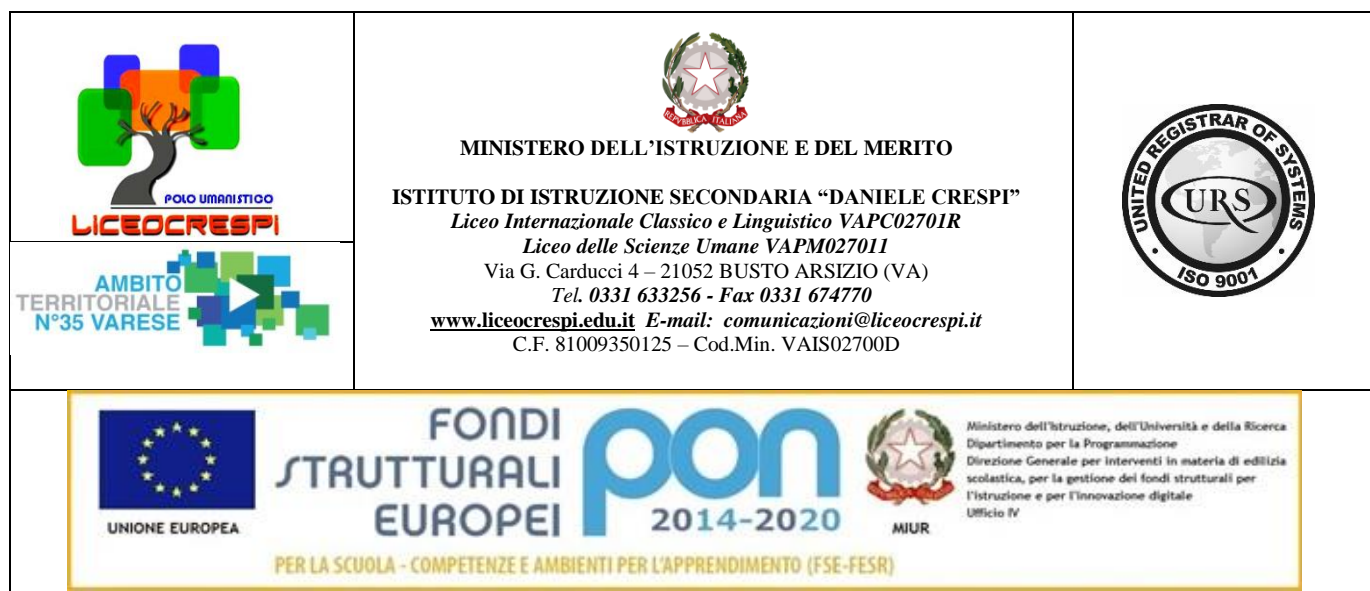 POLO UMANISTICO
LICEOCRESPI
AMBITO
TERRITORIALE
N°35 VARESE
REPVBBLICA ITALIANA
MINISTERO DELL’ISTRUZIONE E DEL MERITO
ISTITUTO DI ISTRUZIONE SECONDARIA “DANIELE CRESPI”
Liceo Internazionale Classico e Linguistico VAPC02701R
Liceo delle Scienze Umane VAPM027011
Via G. Carducci 4 – 21052 BUSTO ARSIZIO (VA)
Tel. 0331 633256 - Fax 0331 674770
www.liceocrespi.edu.it E-mail: comunicazioni@liceocrespi.it
C.F. 81009350125 – Cod.Min. VAIS02700D
UNITED REGISTRAR OF SYSTEMS
URS
ISO 9001
UNIONE EUROPEA
FONDI
STRUTTURALI
EUROPEI
pon
2014-2020
MIUR
Ministero dell'Istruzione, dell'Università e della Ricerca
Dipartimento per la Programmazione
Direzione Generale per interventi in materia di edilizia
scolastica, per la gestione dei fondi strutturali per
l'istruzione e per l'innovazione digitale
Ufficio IV
PER LA SCUOLA - COMPETENZE E AMBIENTI PER L'APPRENDIMENTO (FSE-FESR)